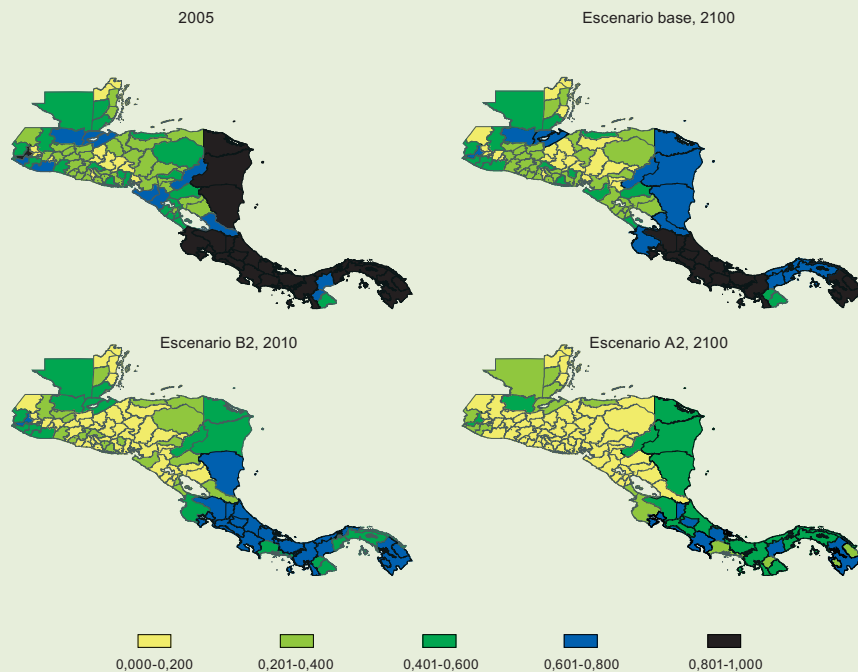 2005
Escenario base, 2100
Escenario B2, 2010
Escenario A2, 2100
0,000-0,200
0,201-0,400
0,401-0,600
0,601-0,800
0,801-1,000